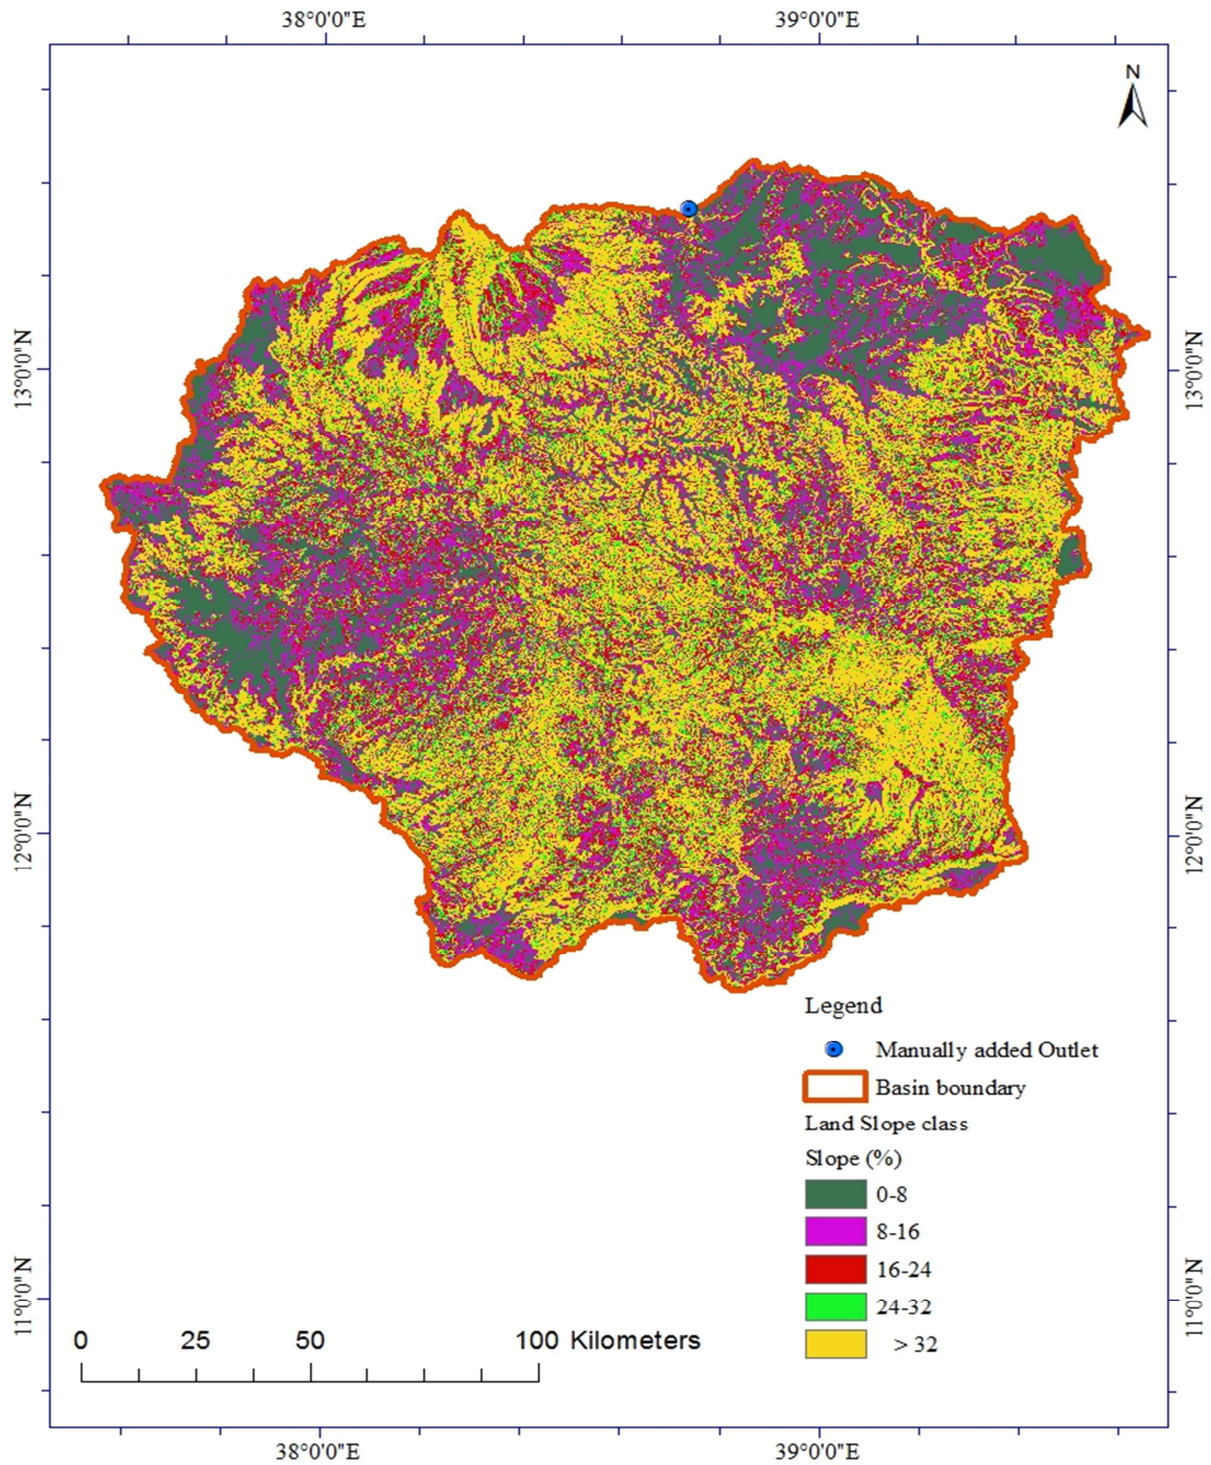 38°0'0"E 39°0'0"E
N
13°0'0"N 13°0'0"N
12°0'0"N 12°0'0"N
Legend
Manually added Outlet
Basin boundary
Land Slope class
Slope (%)
0-8
8-16
16-24
24-32
> 32
11°0'0"N 11°0'0"N
0 25 50 100 Kilometers
38°0'0"E 39°0'0"E